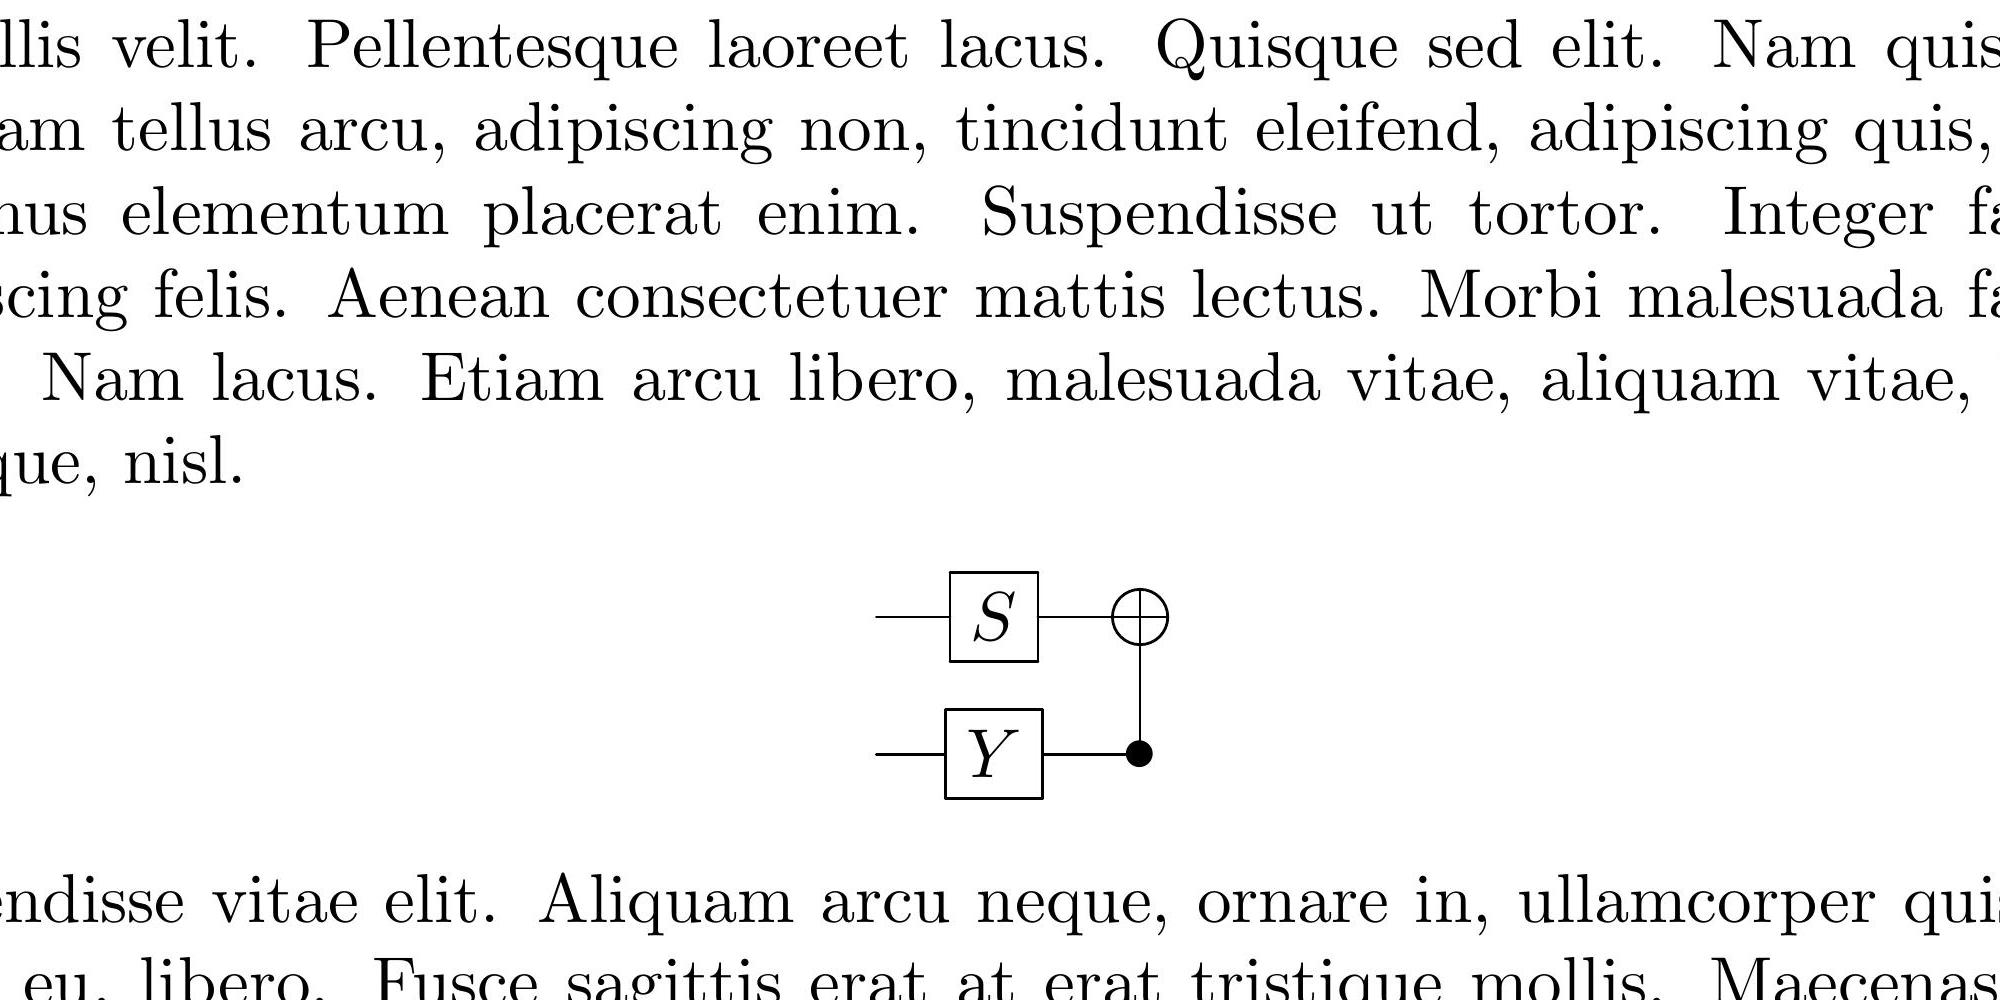 llis velit. Pellentesque laoreet lacus. Quisque sed elit. Nam quis
am tellus arcu, adipiscing non, tincidunt eleifend, adipiscing quis,
nus elementum placerat enim. Suspendisse ut tortor. Integer fa
scing felis. Aenean consectetuer mattis lectus. Morbi malesuada fa
Nam lacus. Etiam arcu libero, malesuada vitae, aliquam vitae,
que, nisl.
S
Y
endisse vitae elit. Aliquam arcu neque, ornare in, ullamcorper quis
eu, libero. Fusce sagittis erat at erat tristique mollis. Maecenas